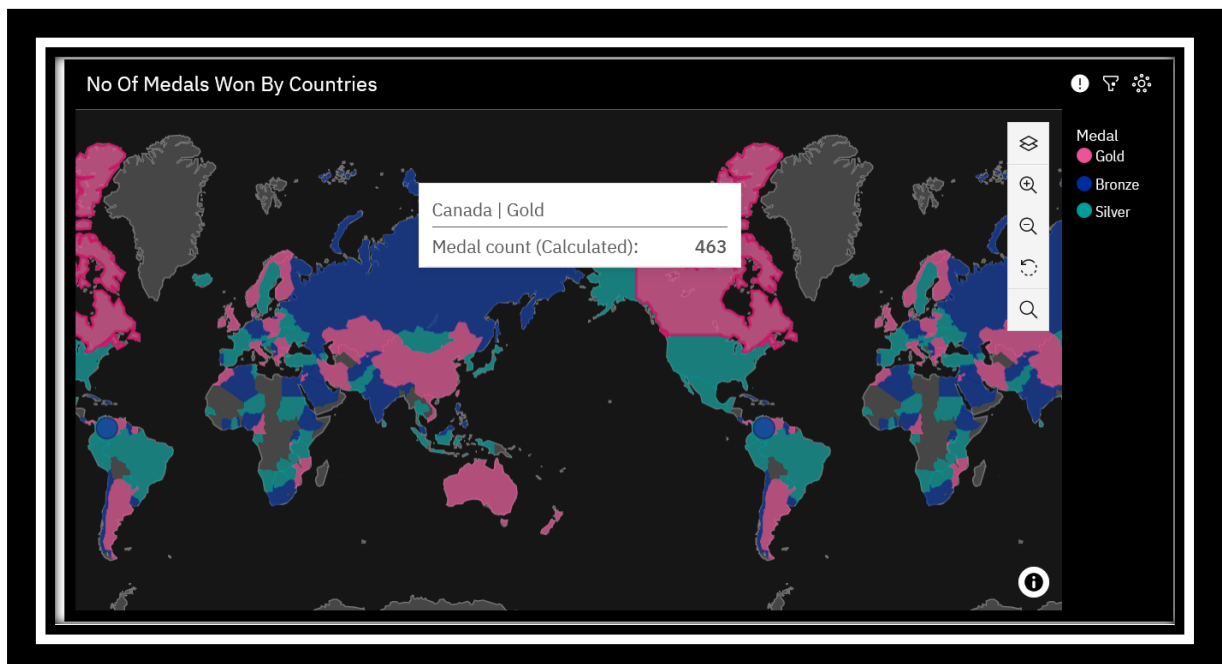 No Of Medals Won By Countries
Canada | Gold
Medal count (Calculated): 463
Medal
Gold
Bronze
Silver